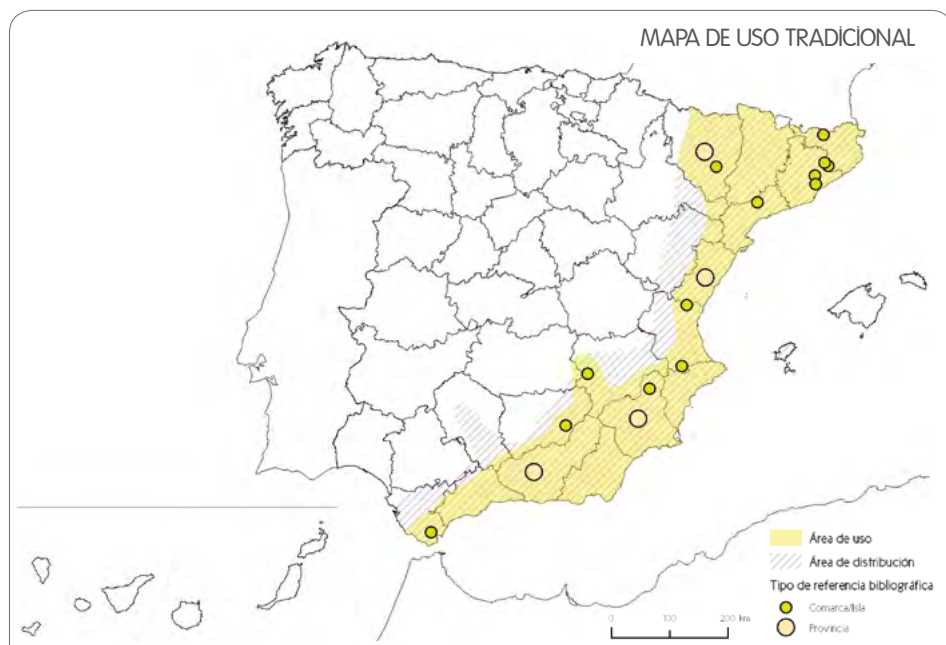 MAPA DE USO TRADICIONAL
Área de uso
Área de distribución
Tipo de referencia bibliográfica
Comarca/Isla
Provincia
0 100 200 km